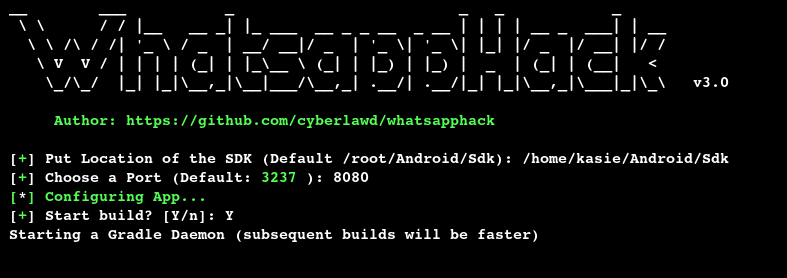 WhatsappHack
v3.0
Author: https://github.com/cyberlawd/whatsapphack
[+] Put Location of the SDK (Default /root/Android/Sdk): /home/kasie/Android/Sdk
[+] Choose a Port (Default: 3237 ): 8080
[*] Configuring App...
[+] Start build? [Y/n]: Y
Starting a Gradle Daemon (subsequent builds will be faster)